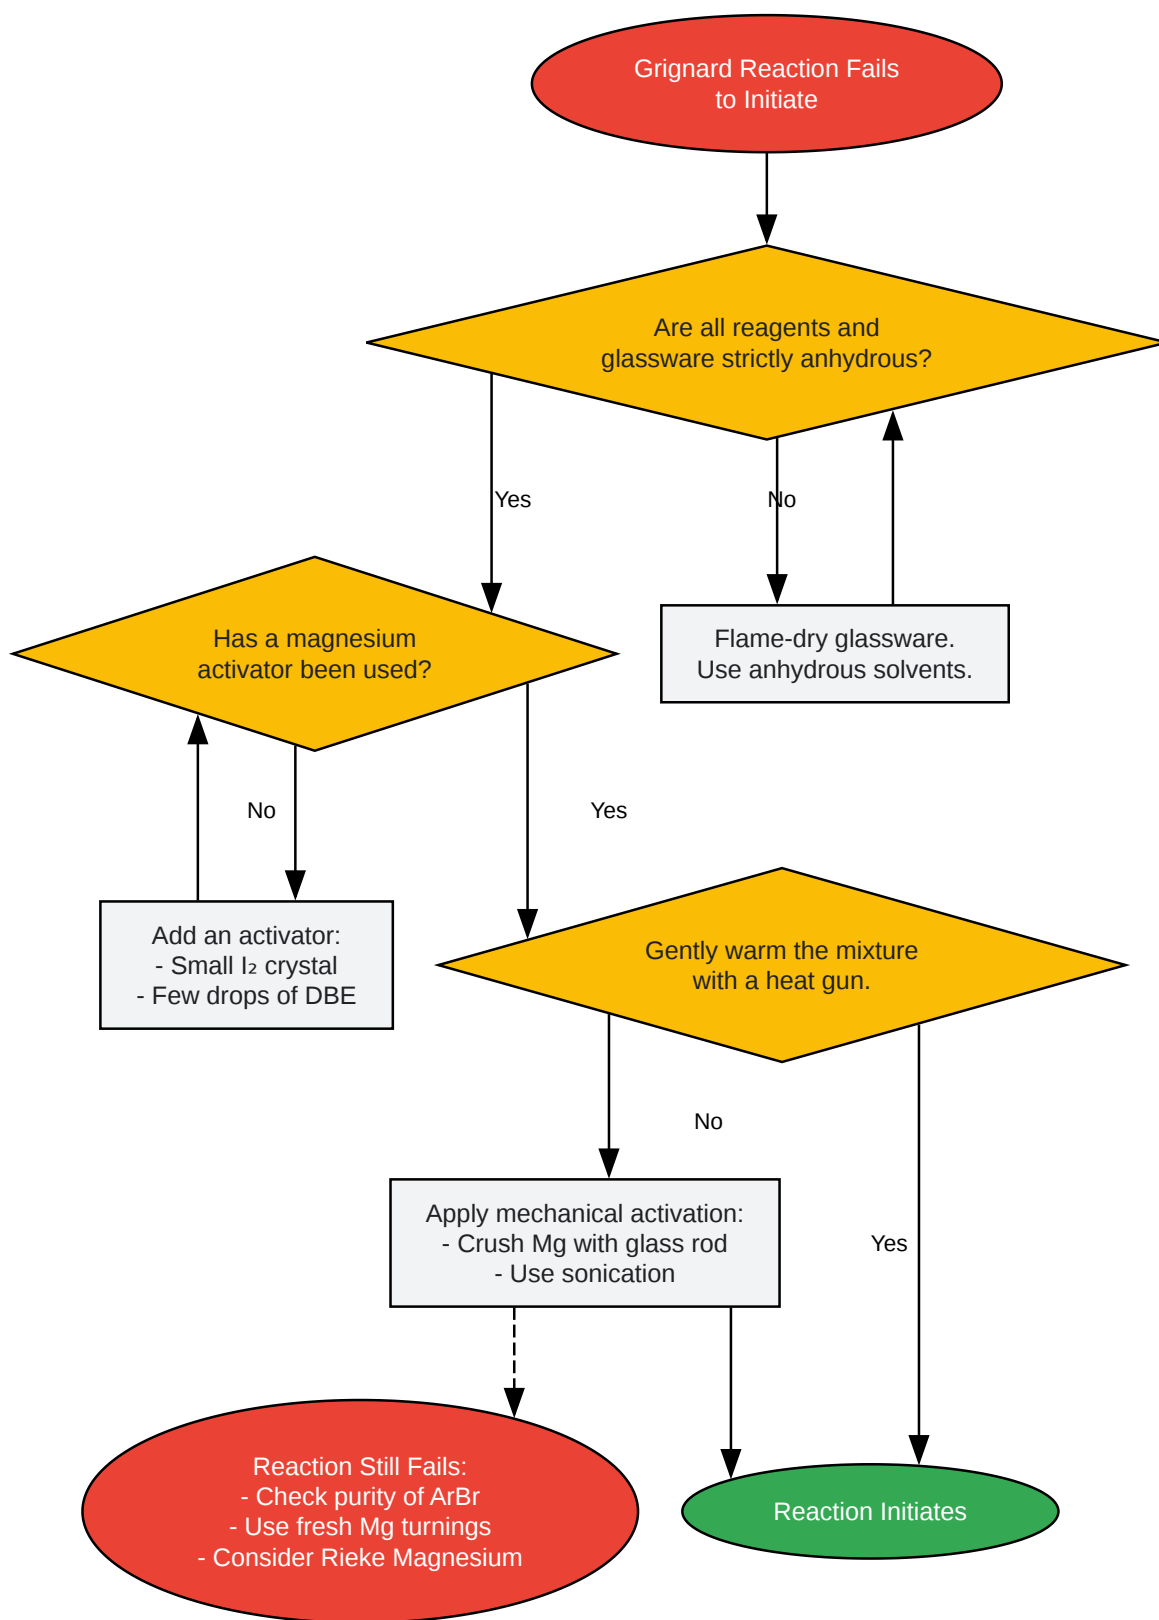 Grignard Reaction Fails
to Initiate
Are all reagents and
glassware strictly anhydrous?
Yes
No
Has a magnesium
activator been used?
Flame-dry glassware.
Use anhydrous solvents.
No
Yes
Add an activator:
- Small I₂ crystal
- Few drops of DBE
Gently warm the mixture
with a heat gun.
No
Apply mechanical activation:
- Crush Mg with glass rod
- Use sonication
Yes
Reaction Still Fails:
- Check purity of ArBr
- Use fresh Mg turnings
- Consider Rieke Magnesium
Reaction Initiates